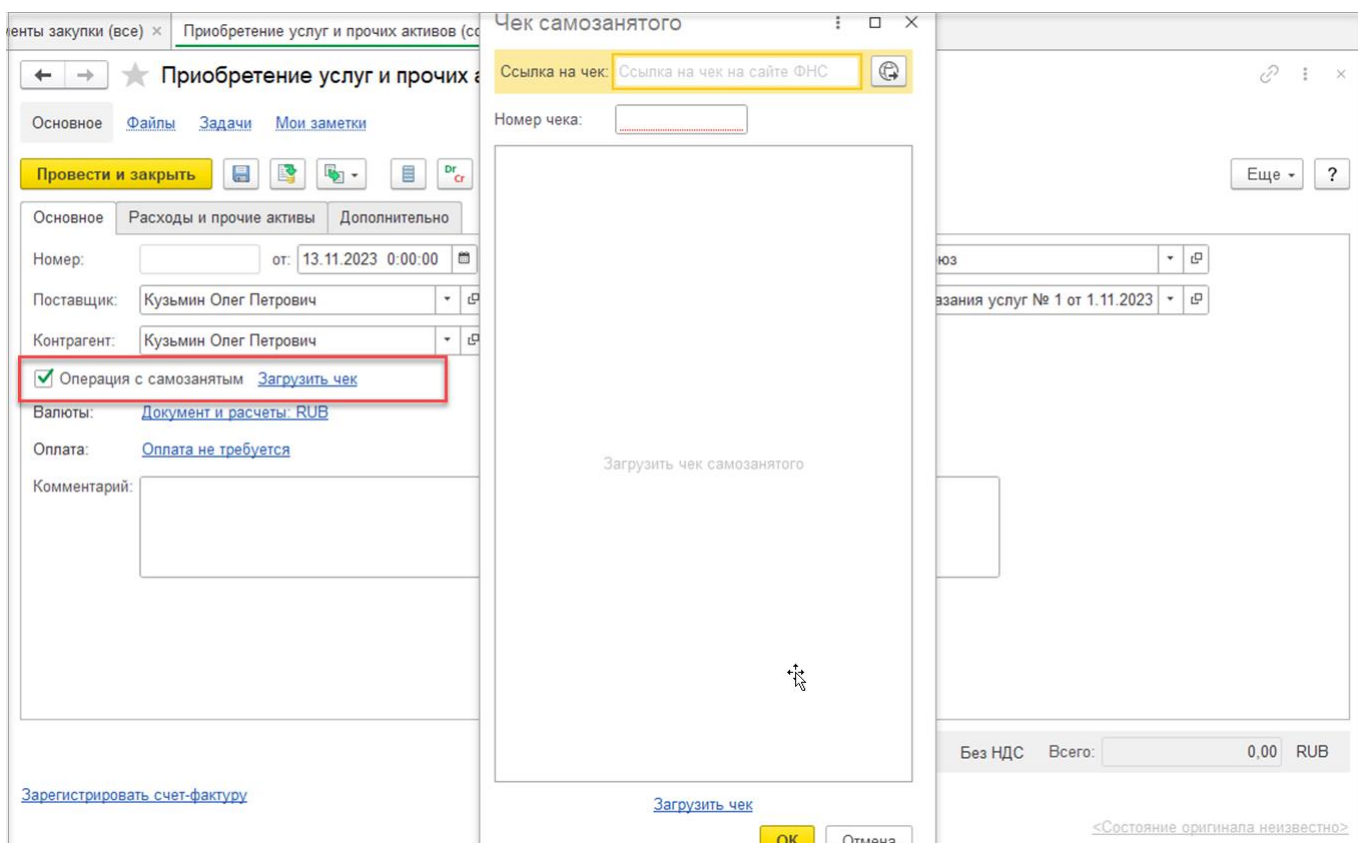 енты закупки (все) × Приобретение услуг и прочих активов (со
Чек самозанятого
← → Приобретение услуг и прочих а
Ссылка на чек: Ссылка на чек на сайте ФНС
Основное Файлы Задачи Мои заметки
Номер чека:
Провести и закрыть Dr Cr Еще ?
Основное Расходы и прочие активы Дополнительно
Номер: от: 13.11.2023 0:00:00 юз
Поставщик: Кузьмин Олег Петрович азания услуг № 1 от 1.11.2023
Контрагент: Кузьмин Олег Петрович
Операция с самозанятым Загрузить чек
Валюты: Документ и расчеты: RUB
Оплата: Оплата не требуется
Загрузить чек самозанятого
Комментарий:
Без НДС Всего: 0,00 RUB
Зарегистрировать счет-фактуру
Загрузить чек
<Состояние оригинала неизвестно>
ОК Отмена